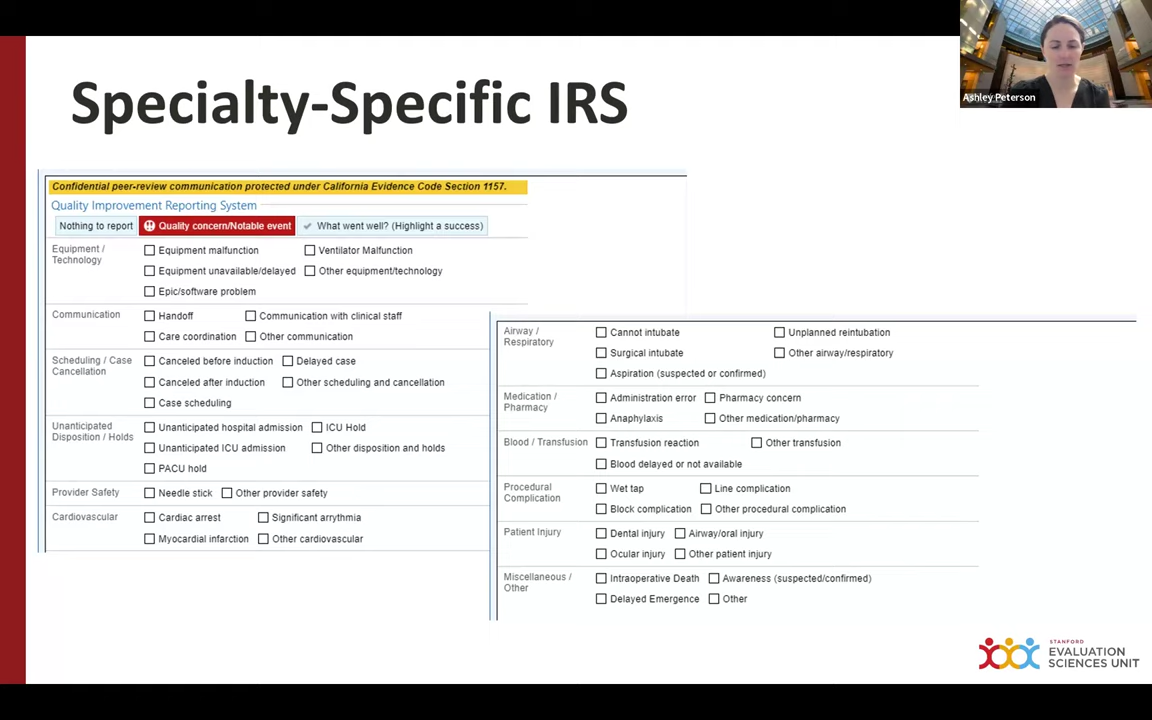 Ashley Peterson
Specialty-Specific IRS
Confidential peer-review communication protected under California Evidence Code Section 1157.
Quality Improvement Reporting System
Nothing to report Quality concern/Notable event What went well? (Highlight a success)
Equipment /
Technology
Equipment malfunction Ventilator Malfunction
Equipment unavailable/delayed Other equipment/technology
Epic/software problem
Communication
Handoff Communication with clinical staff
Care coordination Other communication
Scheduling / Case
Cancellation
Canceled before induction Delayed case
Canceled after induction Other scheduling and cancellation
Case scheduling
Unanticipated
Disposition / Holds
Unanticipated hospital admission ICU Hold
Unanticipated ICU admission Other disposition and holds
PACU hold
Provider Safety
Needle stick Other provider safety
Cardiovascular
Cardiac arrest Significant arrythmia
Myocardial infarction Other cardiovascular
Airway /
Respiratory
Cannot intubate Unplanned reintubation
Surgical intubate Other airway/respiratory
Aspiration (suspected or confirmed)
Medication /
Pharmacy
Administration error Pharmacy concern
Anaphylaxis Other medication/pharmacy
Blood / Transfusion
Transfusion reaction Other transfusion
Blood delayed or not available
Procedural
Complication
Wet tap Line complication
Block complication Other procedural complication
Patient Injury
Dental injury Airway/oral injury
Ocular injury Other patient injury
Miscellaneous /
Other
Intraoperative Death Awareness (suspected/confirmed)
Delayed Emergence Other
STANFORD
EVALUATION
SCIENCES UNIT